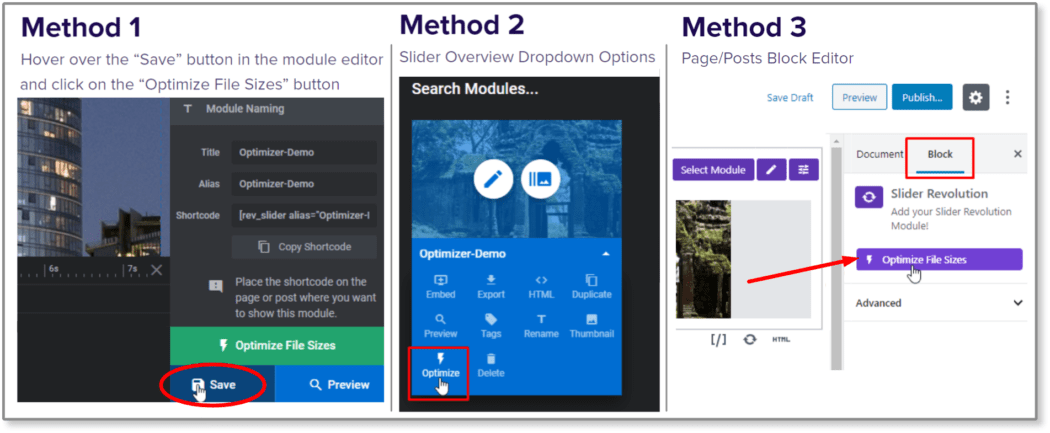 Method 1
Hover over the “Save” button in the module editor
and click on the “Optimize File Sizes” button
Module Naming
Title
Optimizer-Demo
Alias
Optimizer-Demo
Shortcode
[rev_slider alias="Optimizer-I
Copy Shortcode
6s
7s
Place the shortcode on the
page or post where you want
to show this module.
Optimize File Sizes
Save
Preview
Method 2
Slider Overview Dropdown Options
Search Modules...
Optimizer-Demo
Embed
Export
HTML
Duplicate
Preview
Tags
Rename
Thumbnail
Optimize
Delete
Method 3
Page/Posts Block Editor
Save Draft
Preview
Publish...
Select Module
Document
Block
Slider Revolution
Add your Slider Revolution
Module!
Optimize File Sizes
Advanced
[/]
HTML